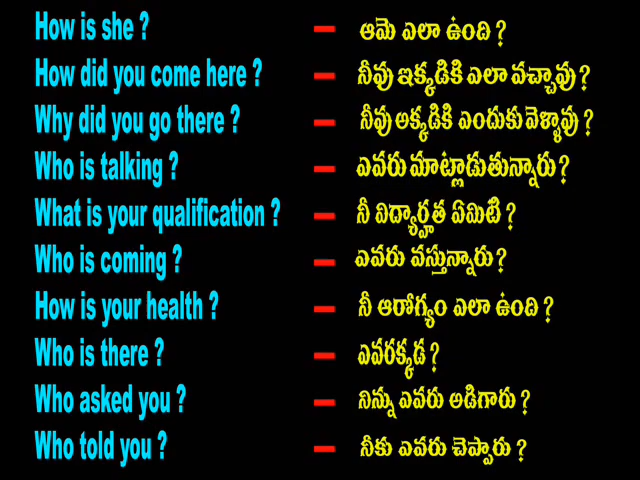 How is she ? – ఆమె ఎలా ఉంది ?
How did you come here ? – నీవు ఇక్కడికి ఎలా వచ్చావు ?
Why did you go there ? – నీవు అక్కడికి ఎందుకు వెళ్ళావు ?
Who is talking ? – ఎవరు మాట్లాడుతున్నారు ?
What is your qualification ? – నీ విద్యార్హత ఏమిటి ?
Who is coming ? – ఎవరు వస్తున్నారు ?
How is your health ? – నీ ఆరోగ్యం ఎలా ఉంది ?
Who is there ? – ఎవరక్కడ ?
Who asked you ? – నిన్ను ఎవరు అడిగారు ?
Who told you ? – నీకు ఎవరు చెప్పారు ?